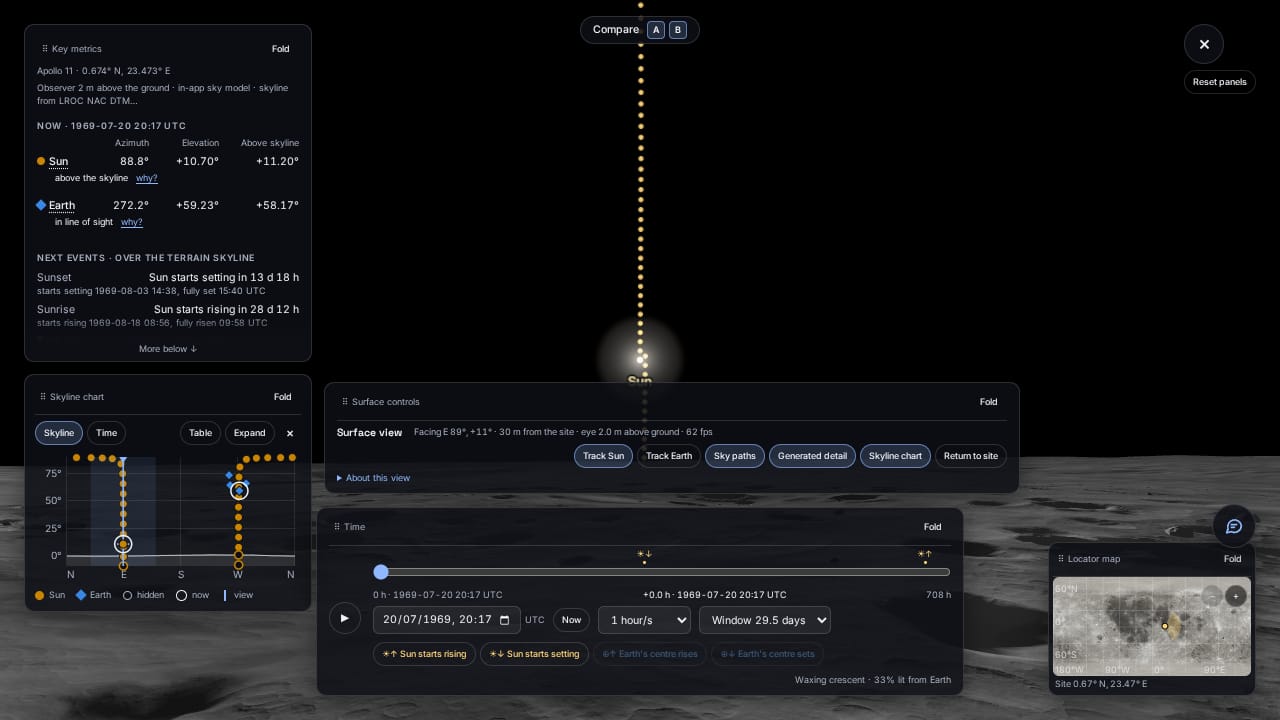 Compare A B
Reset panels
Key metrics Fold
Apollo 11 · 0.674° N, 23.473° E
Observer 2 m above the ground · in-app sky model · skyline
from LROC NAC DTM…
NOW · 1969-07-20 20:17 UTC
Azimuth Elevation Above skyline
Sun 88.8° +10.70° +11.20°
above the skyline why?
Earth 272.2° +59.23° +58.17°
in line of sight why?
NEXT EVENTS · OVER THE TERRAIN SKYLINE
Sunset Sun starts setting in 13 d 18 h
starts setting 1969-08-03 14:38, fully set 15:40 UTC
Sunrise Sun starts rising in 28 d 12 h
starts rising 1969-08-18 08:56, fully risen 09:58 UTC
More below ↓
Sun
Skyline chart Fold
Skyline Time Table Expand ×
75°
50°
25°
0°
N E S W N
Sun Earth hidden now view
Surface controls Fold
Surface view Facing E 89°, +11° · 30 m from the site · eye 2.0 m above ground · 62 fps
Track Sun Track Earth Sky paths Generated detail Skyline chart Return to site
▶ About this view
Time Fold
☀↓ ☀↑
0 h · 1969-07-20 20:17 UTC +0.0 h · 1969-07-20 20:17 UTC 708 h
20/07/1969, 20:17 UTC Now 1 hour/s Window 29.5 days
☀↑ Sun starts rising ☀↓ Sun starts setting ⊕↑ Earth's centre rises ⊕↓ Earth's centre sets
Waxing crescent · 33% lit from Earth
Locator map Fold
60°N
0°
60°S
180°W 90°W 0° 90°E
Site 0.67° N, 23.47° E